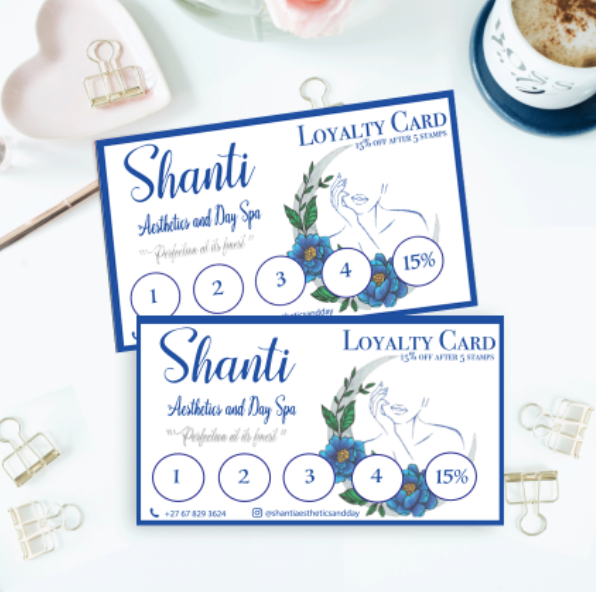 BOSS
Shanti
Aesthetics and Day Spa
"Perfection at its finest"
LOYALTY CARD
15% OFF AFTER 5 STAMPS
1
2
3
4
15%
aestheticsandday
Shanti
Aesthetics and Day Spa
"Perfection at its finest"
LOYALTY CARD
15% OFF AFTER 5 STAMPS
1
2
3
4
15%
+27 67 829 3624
@shantiaestheticsandday